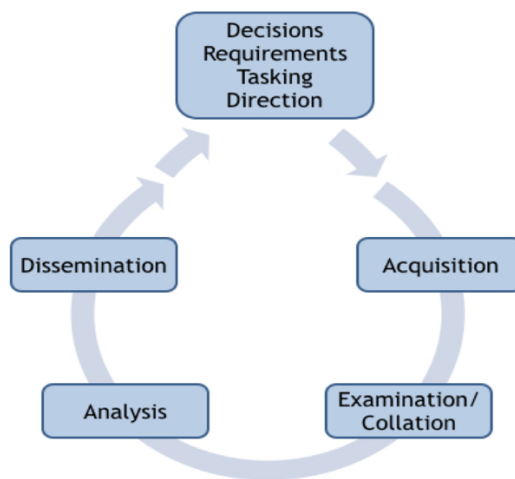 Decisions
Requirements
Tasking
Direction
Dissemination
Acquisition
Analysis
Examination/
Collation